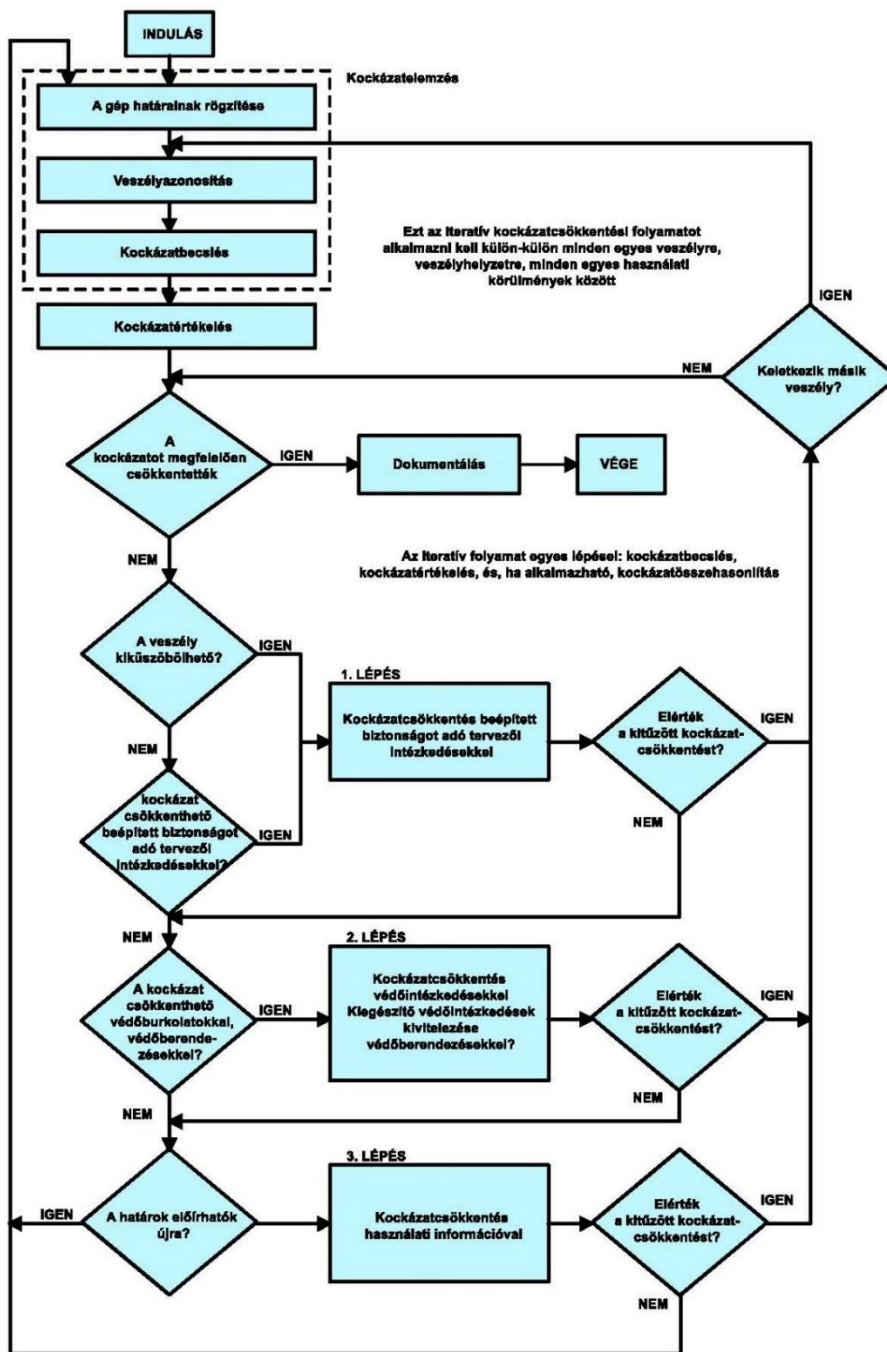 INDULÁS
Kockázatelemzés
A gép határainak rögzítése
Veszélyazonosítás
Kockázatbecslés
Ezt az iteratív kockázatcsökkentési folyamatot
alkalmazni kell külön-külön minden egyes veszélyre,
veszélyhelyzetre, minden egyes használati
körülmények között
IGEN
Kockázatértékelés
NEM
Keletkezik másik
veszély?
A
kockázatot megfelelően
csökkentették
IGEN
Dokumentálás
VÉGE
NEM
Az iteratív folyamat egyes lépései: kockázatbecslés,
kockázatértékelés, és, ha alkalmazható, kockázatösszehasonlítás
A veszély
kiküszöbölhető?
IGEN
1. LÉPÉS
Kockázatcsökkentés beépített
biztonságot adó tervezői
intézkedésekkel
Elérték
a kitűzött kockázat-
csökkentést?
IGEN
NEM
kockázat
csökkenthető
beépített biztonságot
adó tervezői
intézkedésekkel?
IGEN
NEM
NEM
2. LÉPÉS
A kockázat
csökkenthető
védőburkolatokkal,
védőberende-
zésekkel?
IGEN
Kockázatcsökkentés
védőintézkedésekkel
Kiegészítő védőintézkedések
kivitelezése
védőberendezésekkel?
Elérték
a kitűzött kockázat-
csökkentést?
IGEN
NEM
NEM
3. LÉPÉS
IGEN
A határok előírhatók
újra?
Kockázatcsökkentés
használati információval
Elérték
a kitűzött kockázat-
csökkentést?
IGEN
NEM